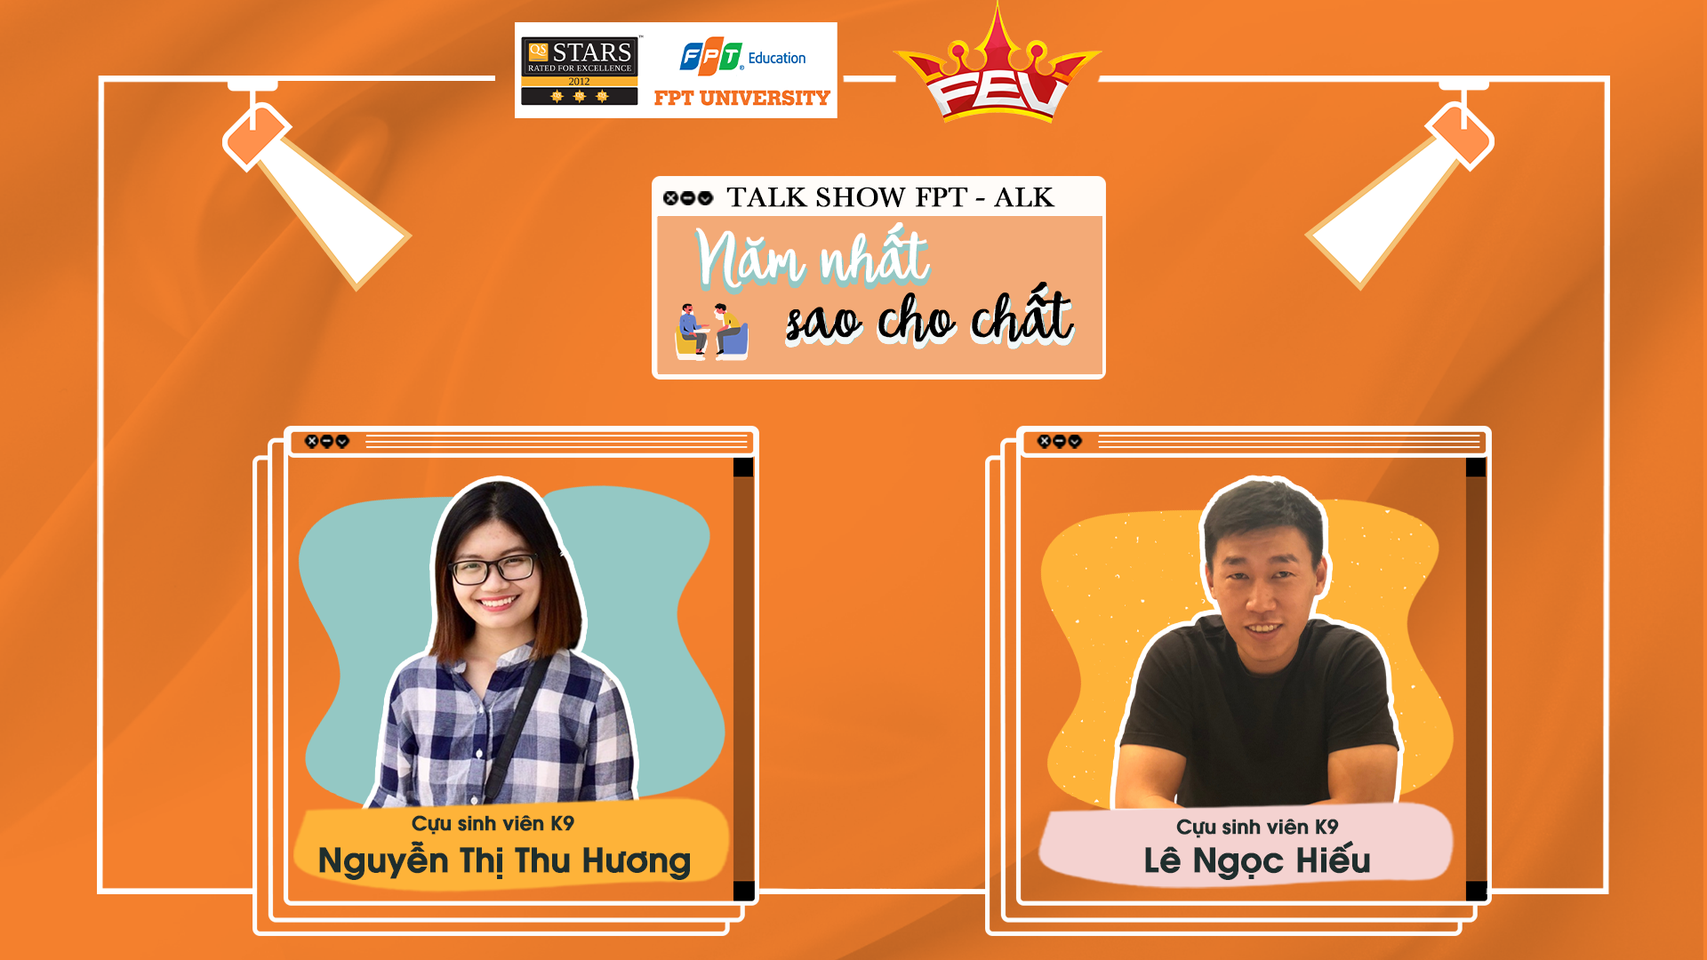 QS STARS™
RATED FOR EXCELLENCE
2012
FPT® Education
FPT UNIVERSITY
FEV
TALK SHOW FPT - ALK
Năm nhất
sao cho chất
Cựu sinh viên K9
Nguyễn Thị Thu Hương
Cựu sinh viên K9
Lê Ngọc Hiếu